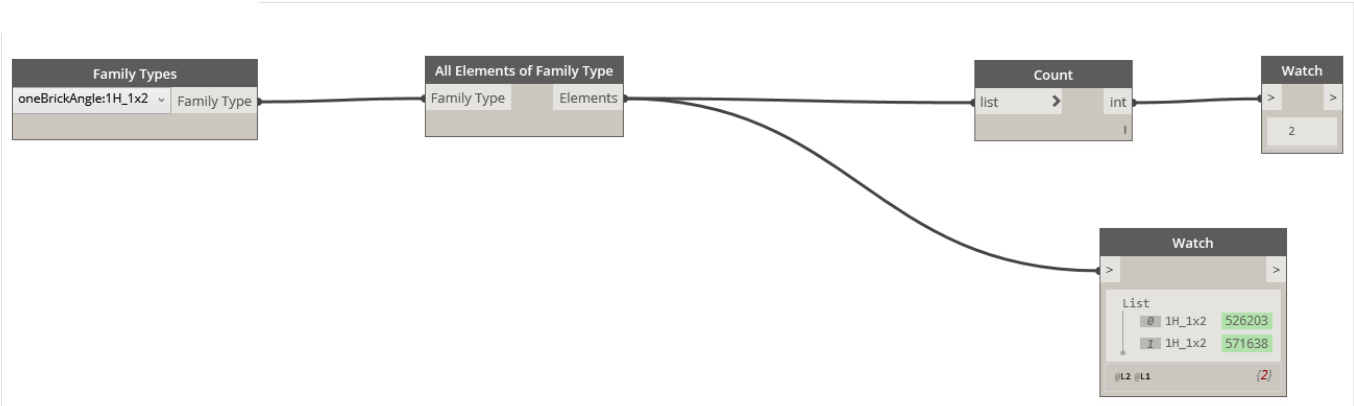 Family Types
oneBrickAngle:1H_1x2 Family Type
All Elements of Family Type
Family Type Elements
Count
list > int
l
Watch
> >
2
Watch
> >
List
0 1H_1x2 526203
1 1H_1x2 571638
@L2 @L1 {2}